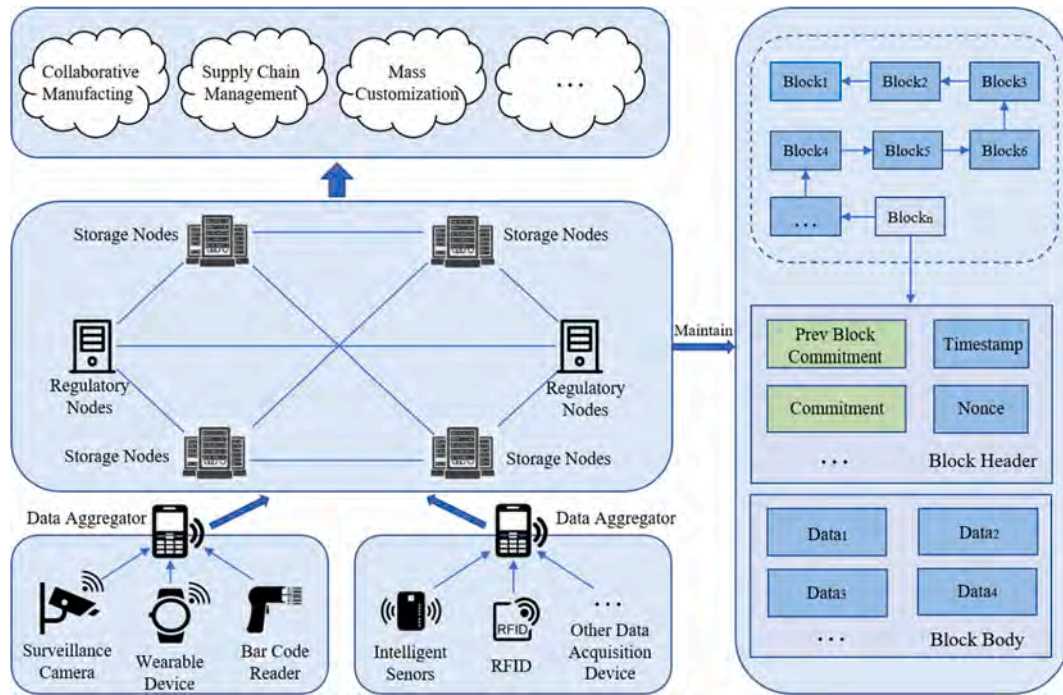 Collaborative
Manufacting
Supply Chain
Management
Mass
Customization
...
Storage Nodes
Storage Nodes
Regulatory
Nodes
Regulatory
Nodes
Storage Nodes
Storage Nodes
Maintain
Data Aggregator
Data Aggregator
Surveillance
Camera
Wearable
Device
Bar Code
Reader
Intelligent
Senors
RFID
RFID
...
Other Data
Acquisition
Device
Block1
Block2
Block3
Block4
Block5
Block6
...
Blockn
Prev Block
Commitment
Timestamp
Commitment
Nonce
...
Block Header
Data1
Data2
Data3
Data4
...
Block Body